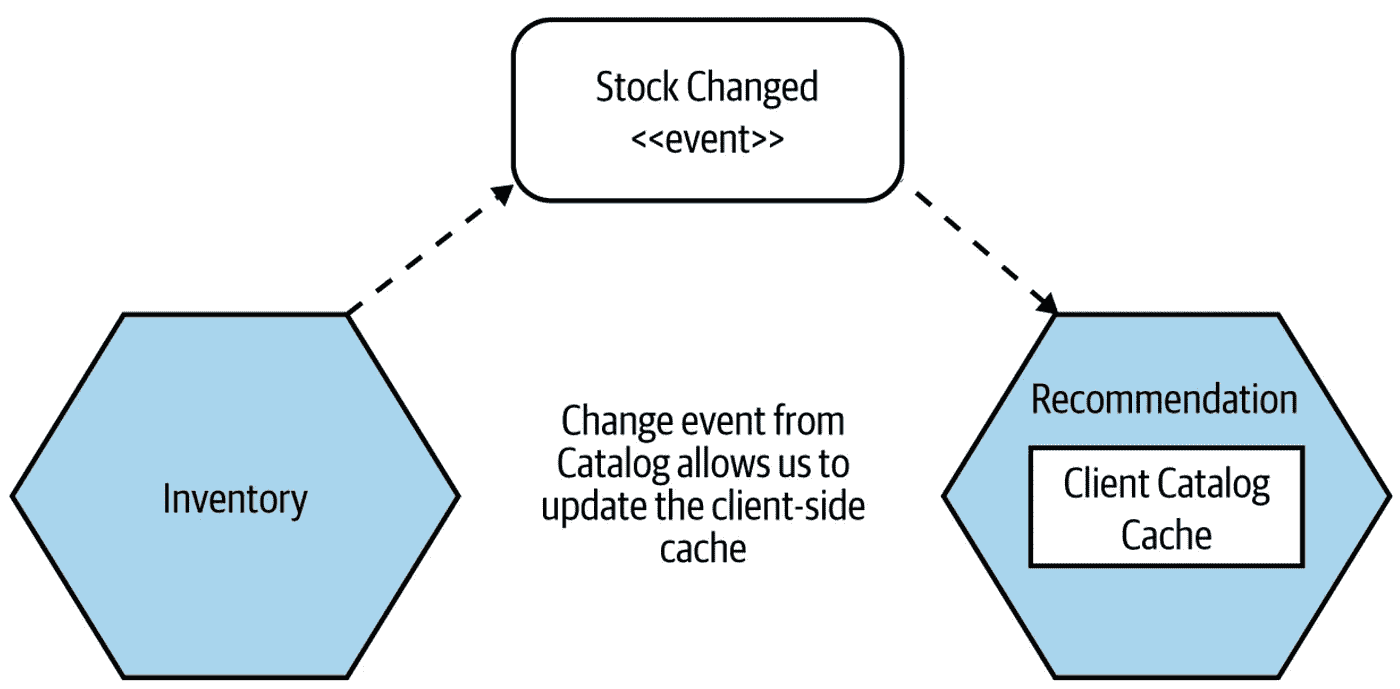 Stock Changed
<<event>>
Inventory
Change event from
Catalog allows us to
update the client-side
cache
Recommendation
Client Catalog
Cache